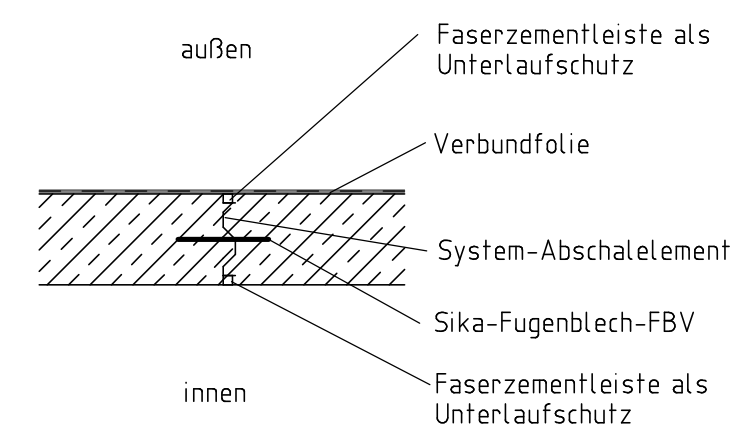 außen
Faserzementleiste als
Unterlaufschutz
Verbundfolie
System-Abschalelement
Sika-Fugenblech-FBV
innen
Faserzementleiste als
Unterlaufschutz